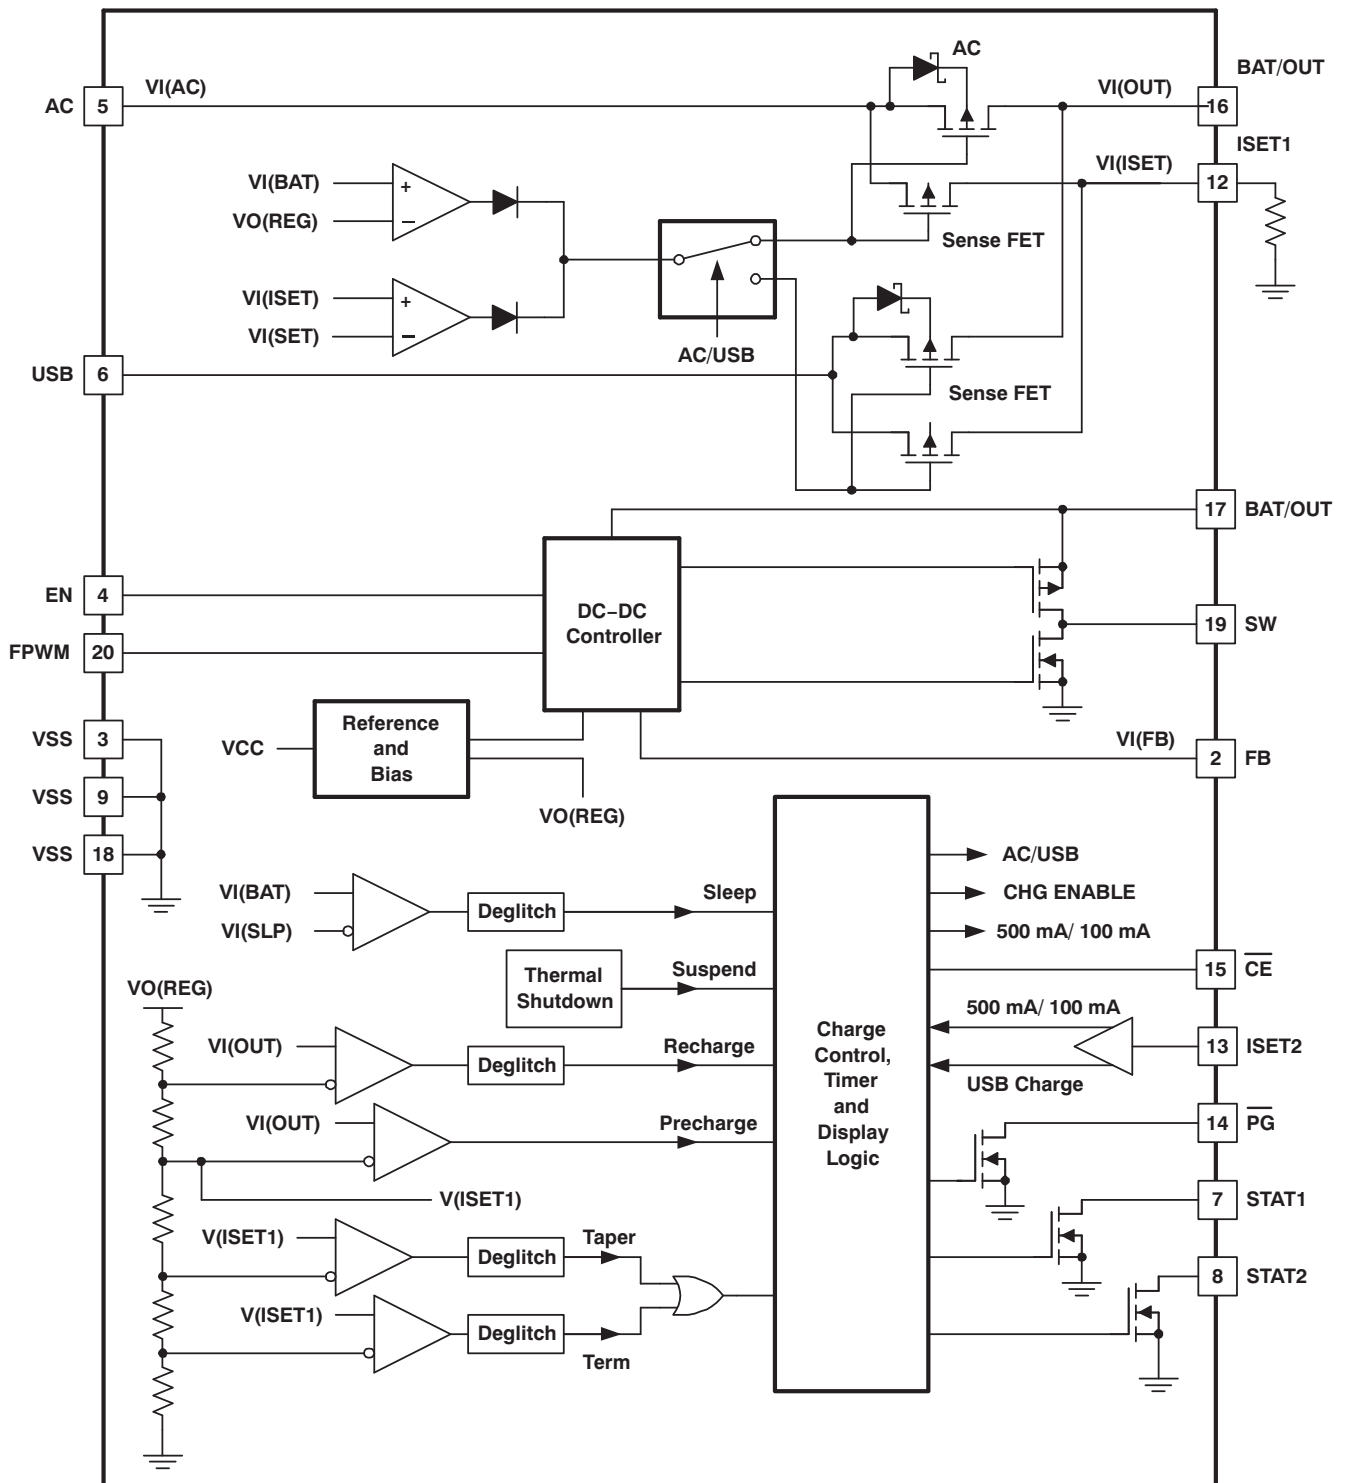 AC
BAT/OUT
AC 5 VI(AC) VI(OUT) 16
ISET1
VI(BAT) + VI(ISET) 12
VO(REG) −
Sense FET
VI(ISET) +
VI(SET) −
AC/USB
USB 6
Sense FET
17 BAT/OUT
EN 4
DC−DC
Controller
19 SW
FPWM 20
VSS 3
Reference
and
Bias
VCC
VI(FB) 2 FB
VSS 9
VO(REG)
VSS 18
AC/USB
VI(BAT) Deglitch Sleep CHG ENABLE
VI(SLP) 500 mA/ 100 mA
Thermal
Shutdown
Suspend
15 CE
VO(REG)
500 mA/ 100 mA
Charge
Control,
Timer
and
Display
Logic
VI(OUT) Deglitch Recharge
13 ISET2
USB Charge
VI(OUT) Precharge
14 PG
V(ISET1)
7 STAT1
V(ISET1) Deglitch Taper
8 STAT2
V(ISET1) Deglitch
Term